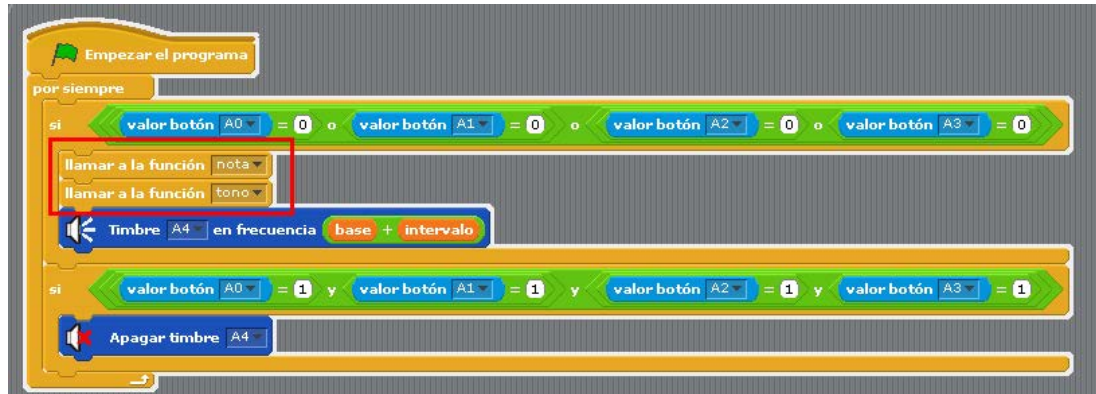 Empezar el programa
por siempre
si valor botón A0 = 0 o valor botón A1 = 0 o valor botón A2 = 0 o valor botón A3 = 0
llamar a la función nota
llamar a la función tono
Timbre A4 en frecuencia base + intervalo
si valor botón A0 = 1 y valor botón A1 = 1 y valor botón A2 = 1 y valor botón A3 = 1
Apagar timbre A4